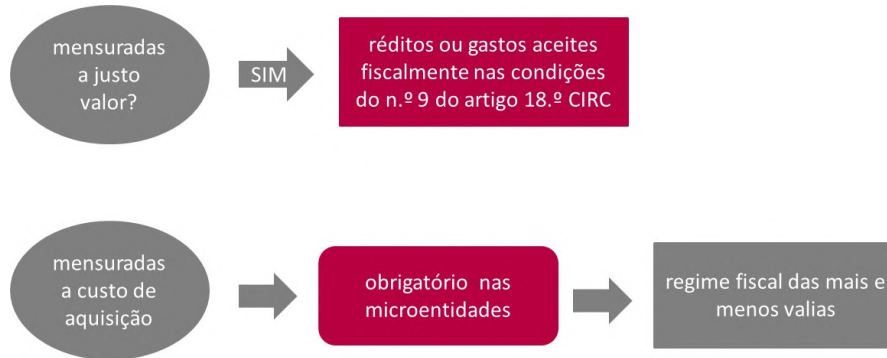 mensuradas
a justo
valor?
SIM
réditos ou gastos aceites
fiscalmente nas condições
do n.º 9 do artigo 18.º CIRC
mensuradas
a custo de
aquisição
obrigatório nas
microentidades
regime fiscal das mais e
menos valias